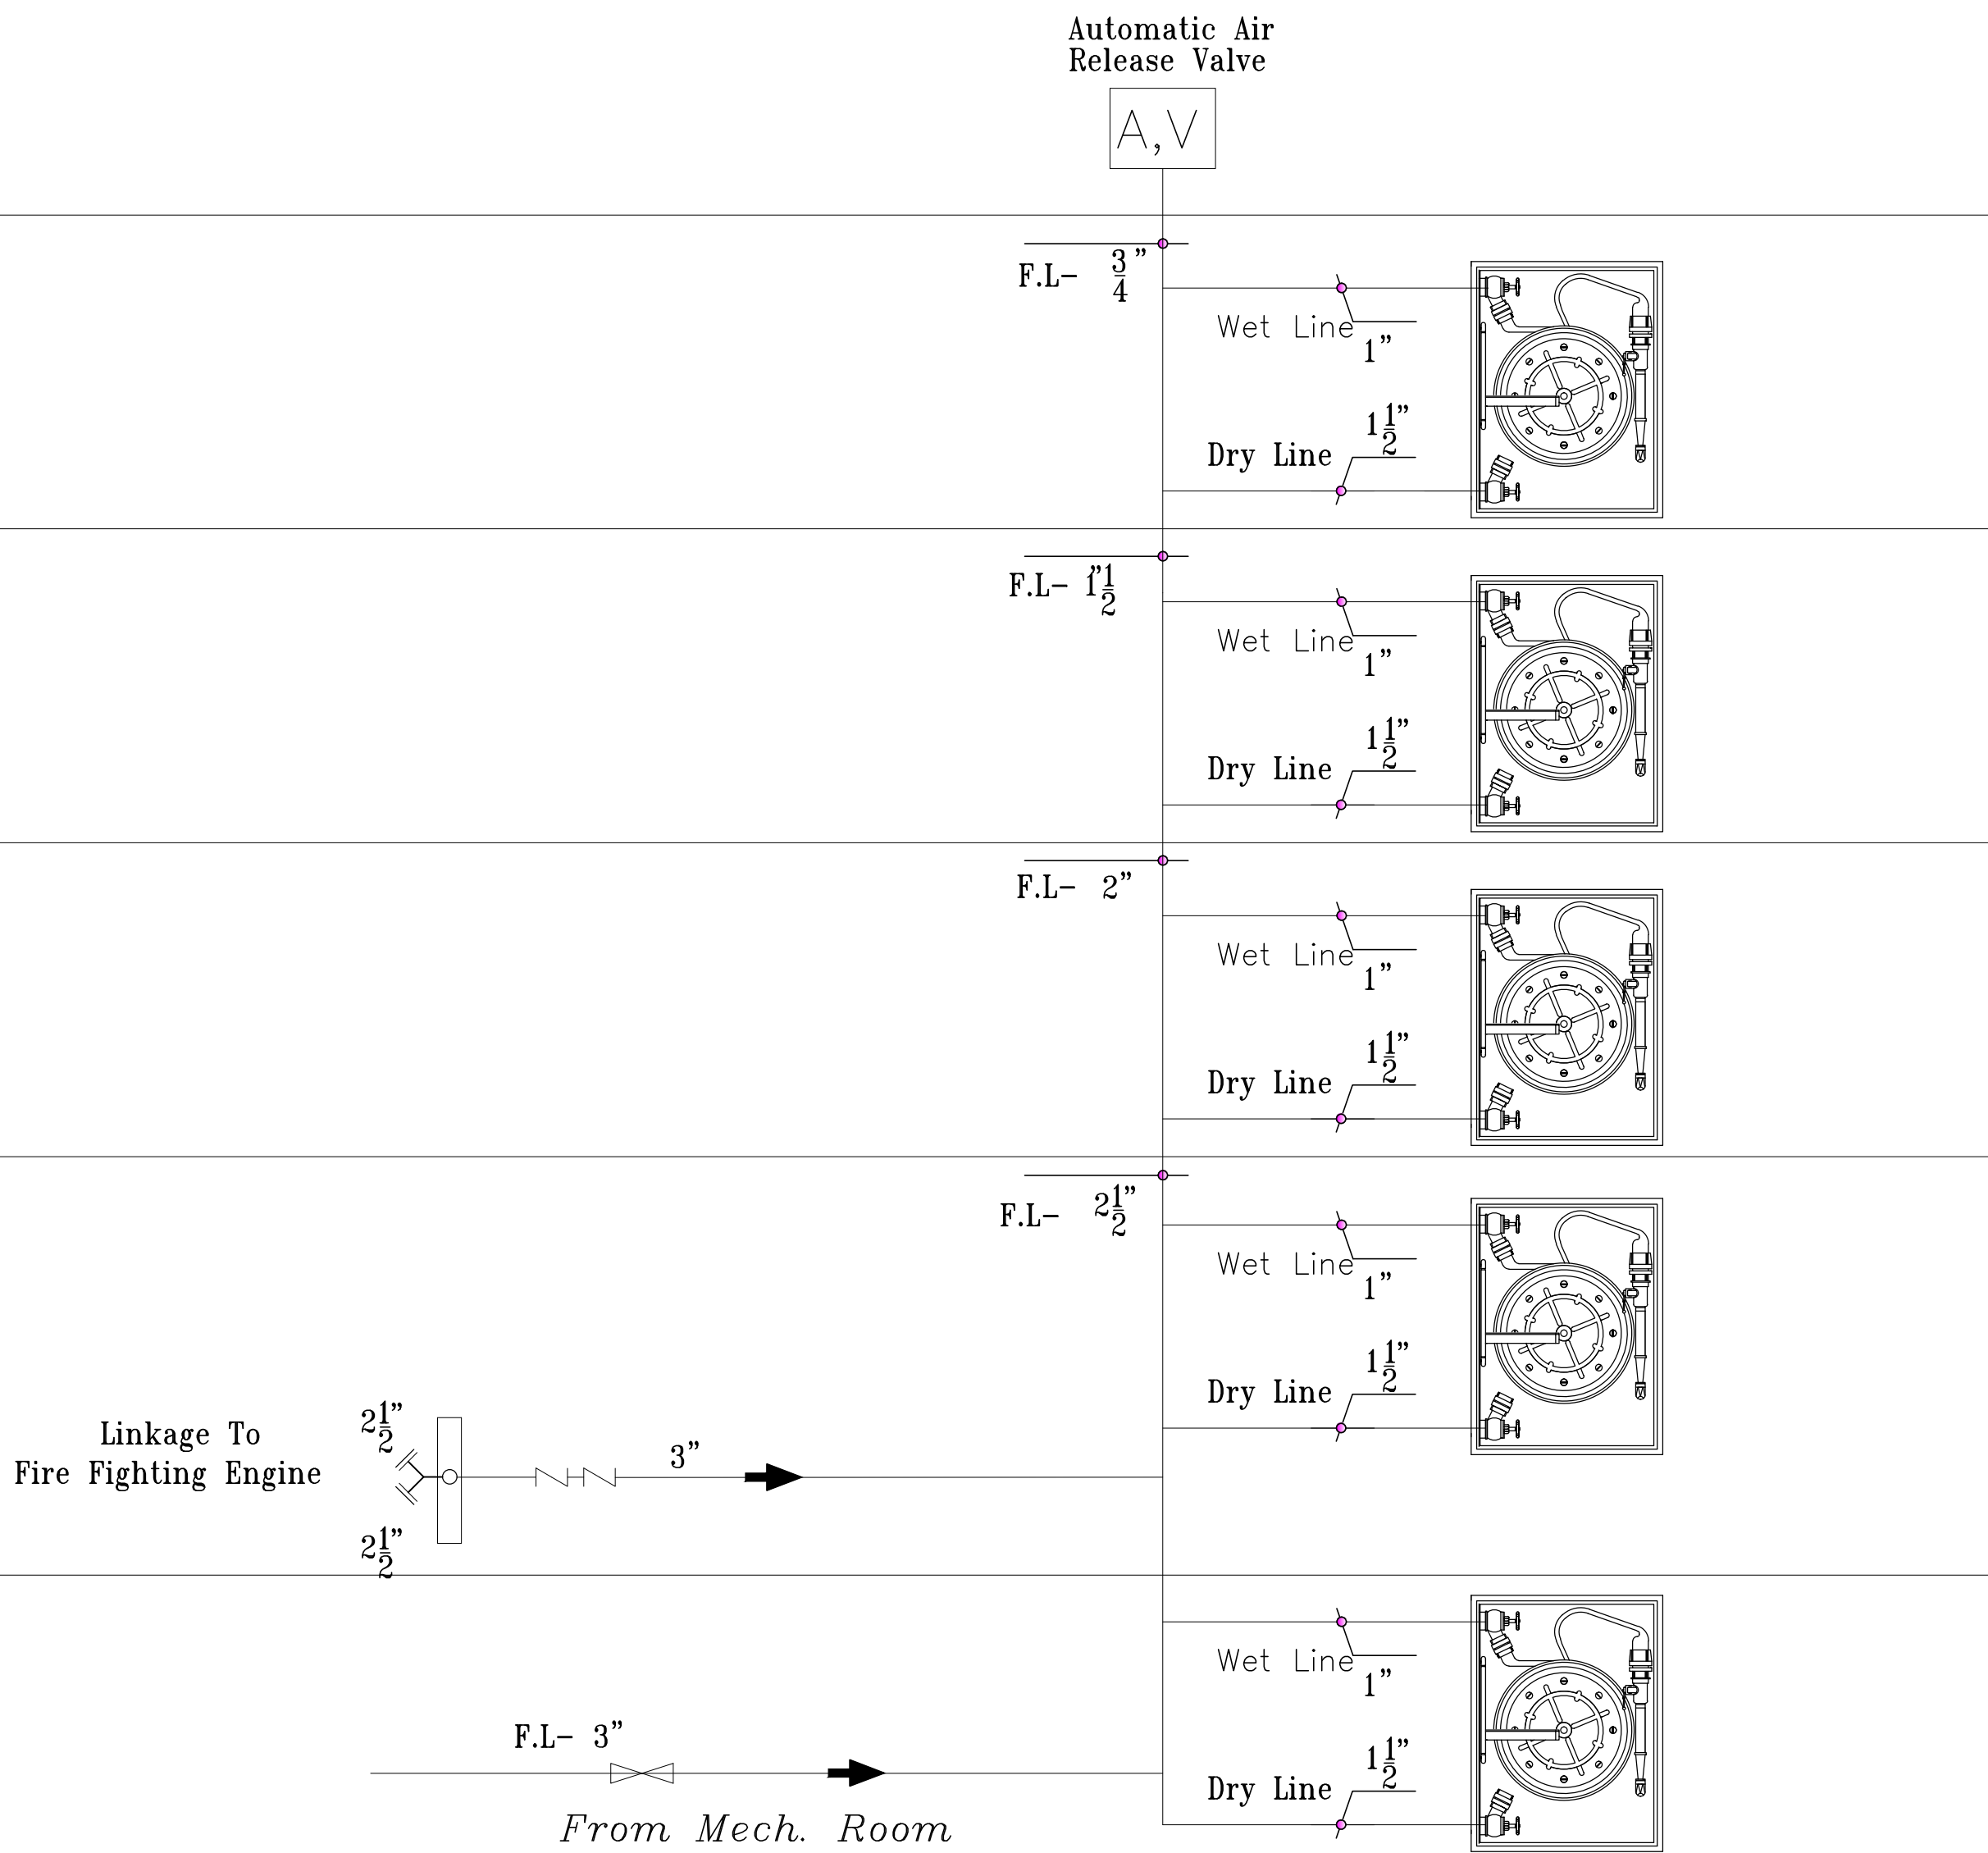 Automatic Air
Release Valve
A,V
F.L- 3/4"
Wet Line
1"
1 1/2"
Dry Line
F.L- 1" 1/2
Wet Line
1"
1 1/2"
Dry Line
F.L- 2"
Wet Line
1"
1 1/2"
Dry Line
F.L- 2 1/2"
Wet Line
1"
1 1/2"
Dry Line
2 1/2"
Linkage To
Fire Fighting Engine
3"
2 1/2"
Wet Line
1"
F.L- 3"
1 1/2"
Dry Line
From Mech. Room